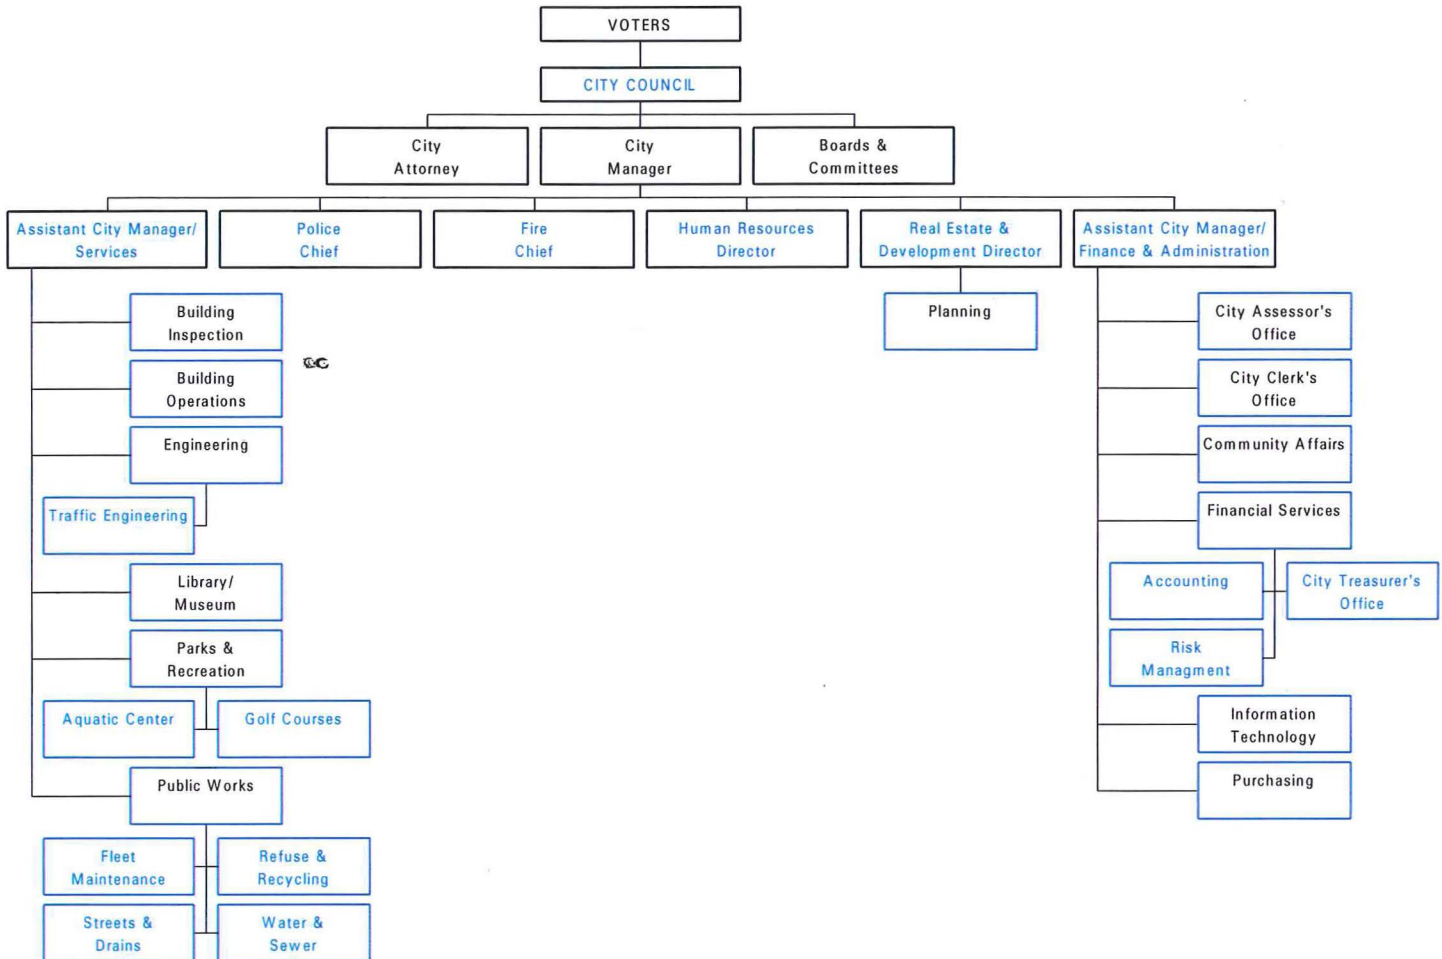 VOTERS
CITY COUNCIL
City
Attorney
City
Manager
Boards &
Committees
Assistant City Manager/
Services
Police
Chief
Fire
Chief
Human Resources
Director
Real Estate &
Development Director
Assistant City Manager/
Finance & Administration
Building
Inspection
Building
Operations
Engineering
Traffic Engineering
Library/
Museum
Parks &
Recreation
Aquatic Center
Golf Courses
Public Works
Fleet
Maintenance
Refuse &
Recycling
Streets &
Drains
Water &
Sewer
Planning
City Assessor's
Office
City Clerk's
Office
Community Affairs
Financial Services
Accounting
City Treasurer's
Office
Risk
Managment
Information
Technology
Purchasing